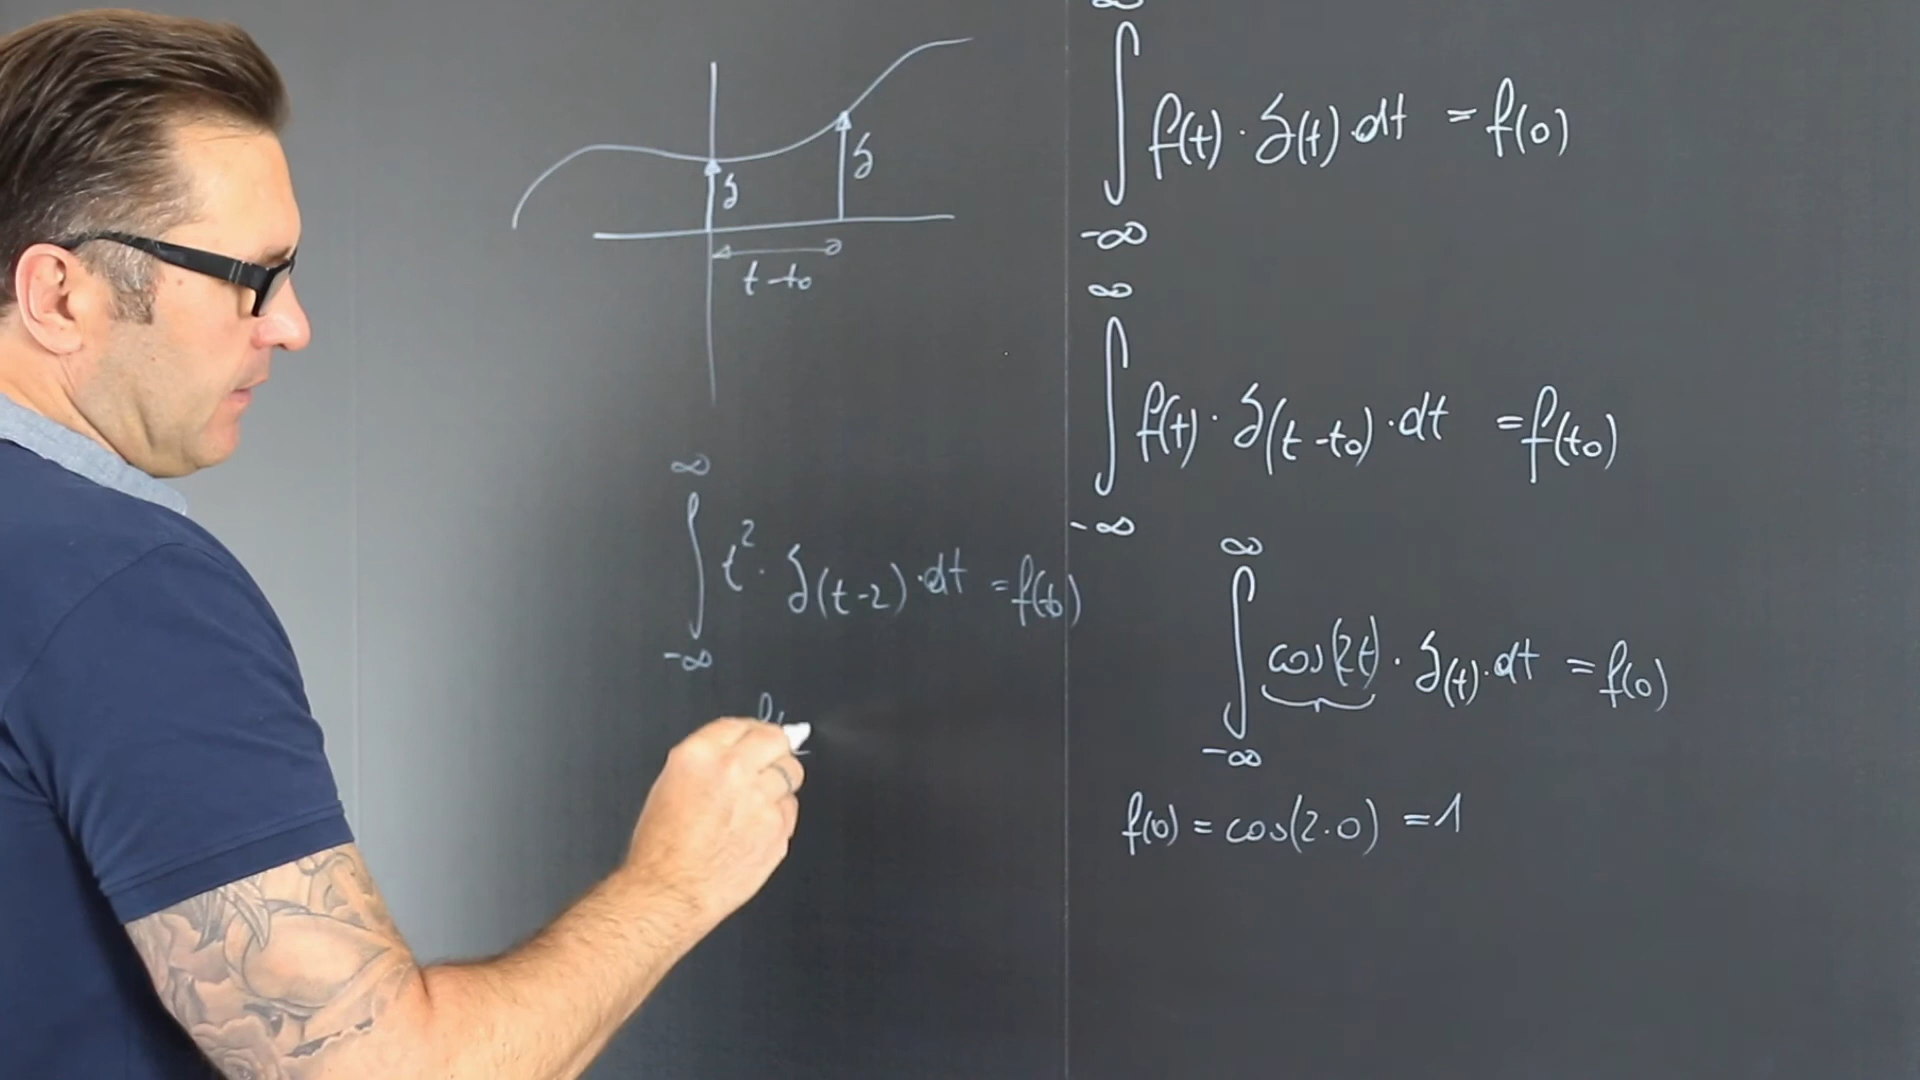 δ
δ
t - t₀
∞
∫ t² · δ(t-2) · dt = f(t₀)
-∞
∞
∫ f(t) · δ(t) · dt = f(0)
-∞
∞
∫ f(t) · δ(t-t₀) · dt = f(t₀)
-∞
∞
∫ cos(2t) · δ(t) · dt = f(0)
-∞
f(0) = cos(2·0) = 1